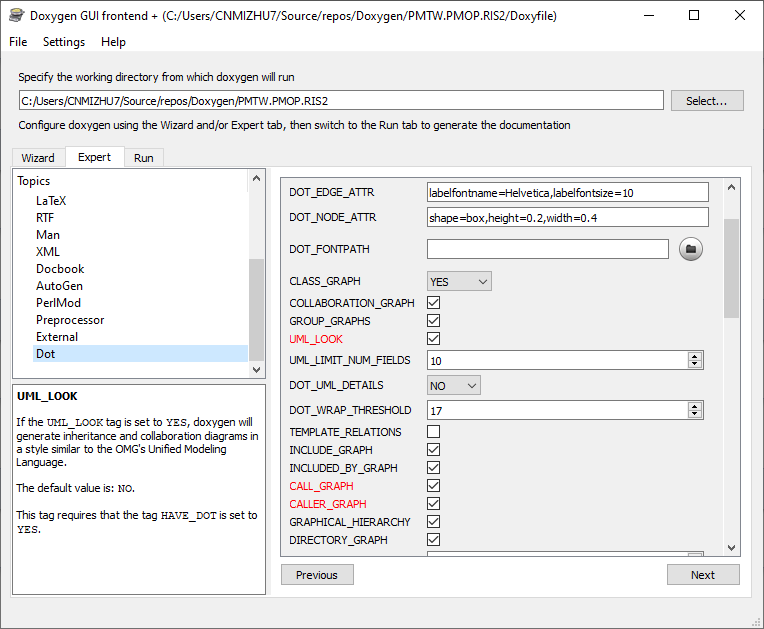 Doxygen GUI frontend + (C:/Users/CNMIZHU7/Source/repos/Doxygen/PMTW.PMOP.RIS2/Doxyfile)
File Settings Help
Specify the working directory from which doxygen will run
C:/Users/CNMIZHU7/Source/repos/Doxygen/PMTW.PMOP.RIS2
Select...
Configure doxygen using the Wizard and/or Expert tab, then switch to the Run tab to generate the documentation
Wizard Expert Run
Topics
LaTeX
RTF
Man
XML
Docbook
AutoGen
PerlMod
Preprocessor
External
Dot
UML_LOOK
If the UML_LOOK tag is set to YES, doxygen will
generate inheritance and collaboration diagrams in
a style similar to the OMG's Unified Modeling
Language.
The default value is: NO.
This tag requires that the tag HAVE_DOT is set to
YES.
DOT_EDGE_ATTR labelfontname=Helvetica,labelfontsize=10
DOT_NODE_ATTR shape=box,height=0.2,width=0.4
DOT_FONTPATH
CLASS_GRAPH YES
COLLABORATION_GRAPH
GROUP_GRAPHS
UML_LOOK
UML_LIMIT_NUM_FIELDS 10
DOT_UML_DETAILS NO
DOT_WRAP_THRESHOLD 17
TEMPLATE_RELATIONS
INCLUDE_GRAPH
INCLUDED_BY_GRAPH
CALL_GRAPH
CALLER_GRAPH
GRAPHICAL_HIERARCHY
DIRECTORY_GRAPH
Previous Next